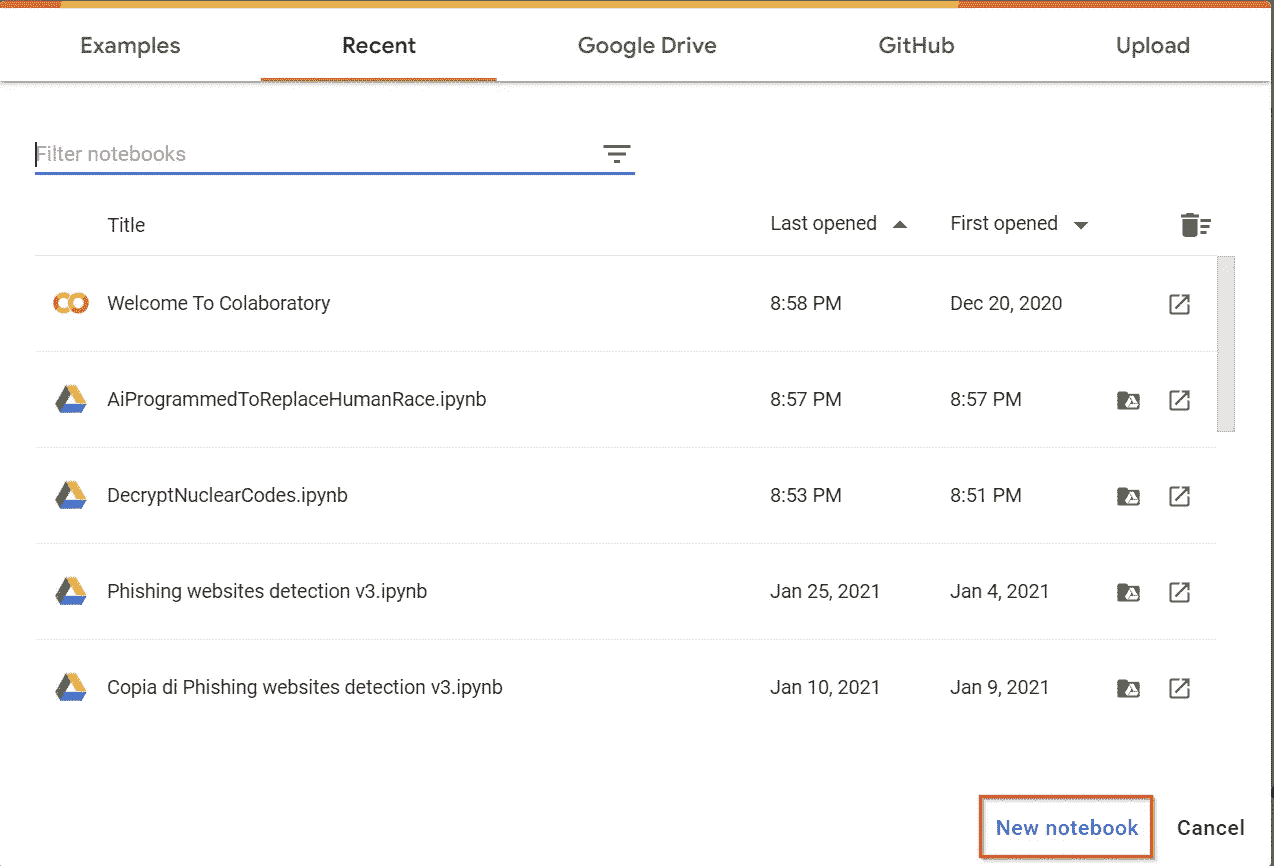 Examples Recent Google Drive GitHub Upload
Filter notebooks
Title Last opened First opened
Welcome To Colaboratory 8:58 PM Dec 20, 2020
AiProgrammedToReplaceHumanRace.ipynb 8:57 PM 8:57 PM
DecryptNuclearCodes.ipynb 8:53 PM 8:51 PM
Phishing websites detection v3.ipynb Jan 25, 2021 Jan 4, 2021
Copia di Phishing websites detection v3.ipynb Jan 10, 2021 Jan 9, 2021
New notebook Cancel